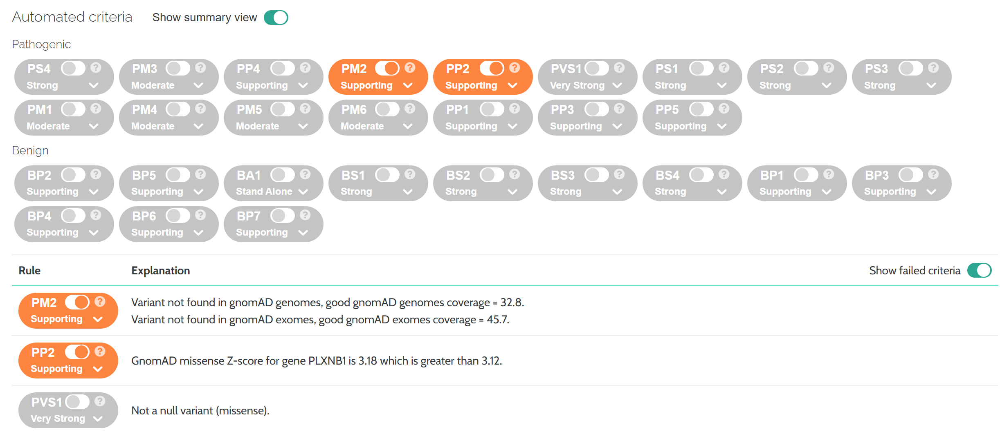 Automated criteria Show summary view
Pathogenic
PS4 ? PM3 ? PP4 ? PM2 ? PP2 ? PVS1 ? PS1 ? PS2 ? PS3 ?
Strong Moderate Supporting Supporting Supporting Very Strong Strong Strong Strong
PM1 ? PM4 ? PM5 ? PM6 ? PP1 ? PP3 ? PP5 ?
Moderate Moderate Moderate Moderate Supporting Supporting Supporting
Benign
BP2 ? BP5 ? BA1 ? BS1 ? BS2 ? BS3 ? BS4 ? BP1 ? BP3 ?
Supporting Supporting Stand Alone Strong Strong Strong Strong Supporting Supporting
BP4 ? BP6 ? BP7 ?
Supporting Supporting Supporting
Rule Explanation Show failed criteria
PM2 ?
Supporting
Variant not found in gnomAD genomes, good gnomAD genomes coverage = 32.8.
Variant not found in gnomAD exomes, good gnomAD exomes coverage = 45.7.
PP2 ?
Supporting
GnomAD missense Z-score for gene PLXNB1 is 3.18 which is greater than 3.12.
PVS1 ?
Very Strong
Not a null variant (missense).